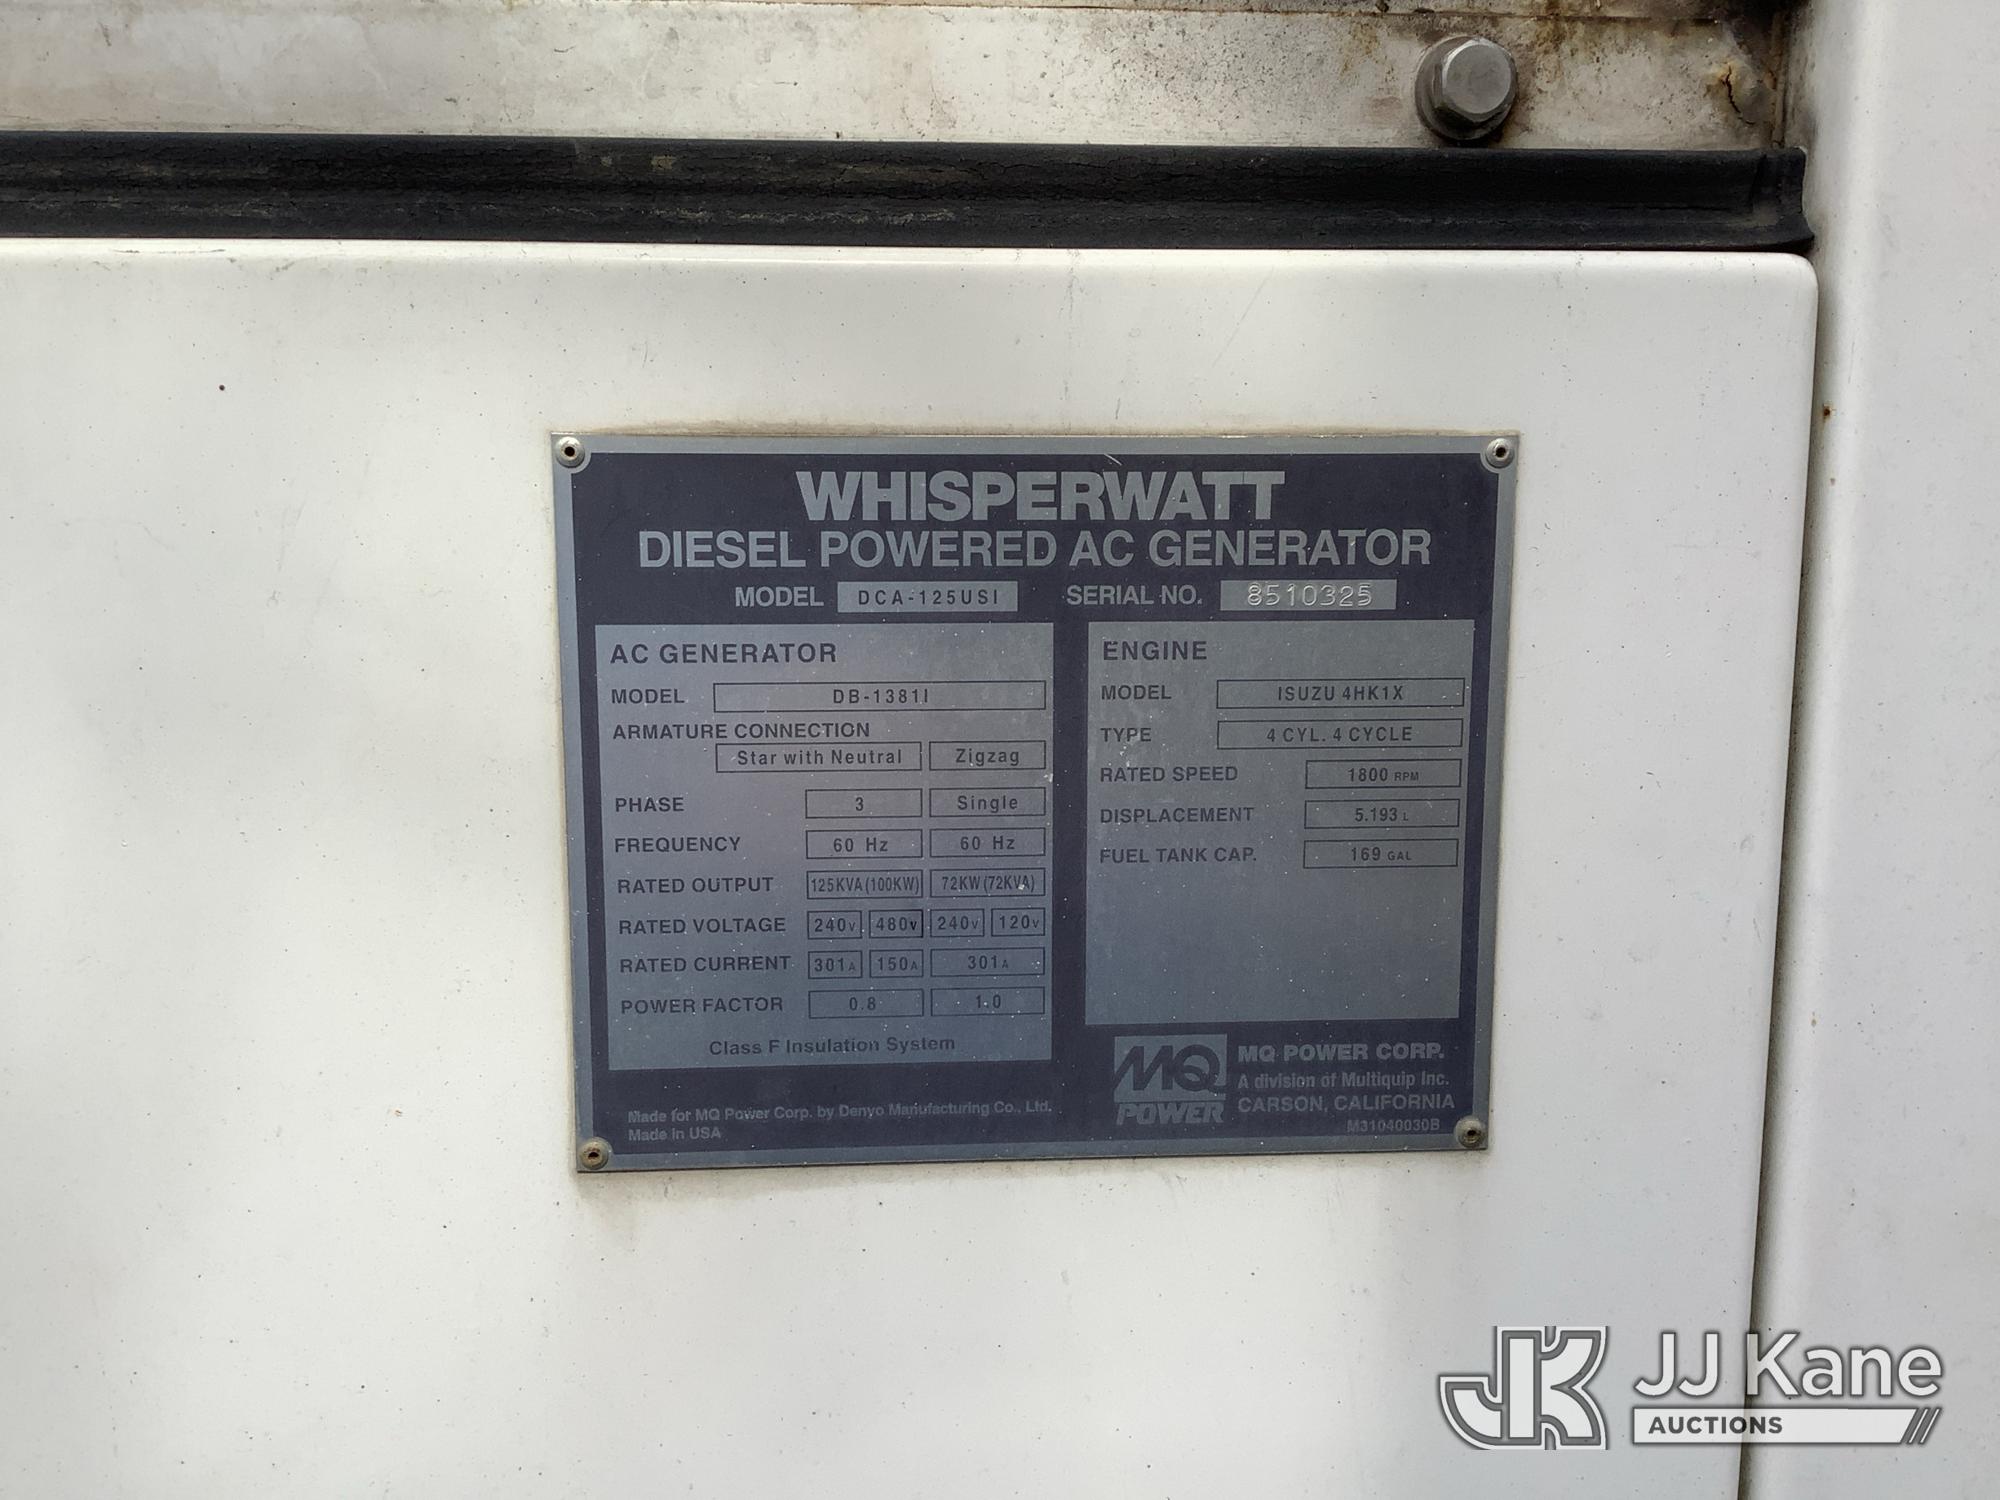 WHISPERWATT
DIESEL POWERED AC GENERATOR
MODEL DCA-125USI SERIAL NO. 8510325
AC GENERATOR
MODEL DB-1381I
ARMATURE CONNECTION
Star with Neutral Zigzag
PHASE 3 Single
FREQUENCY 60 Hz 60 Hz
RATED OUTPUT 125KVA(100KW) 72KW(72KVA)
RATED VOLTAGE 240V 480V 240V 120V
RATED CURRENT 301A 150A 301A
POWER FACTOR 0.8 1.0
Class F Insulation System
ENGINE
MODEL ISUZU 4HK1X
TYPE 4 CYL. 4 CYCLE
RATED SPEED 1800 RPM
DISPLACEMENT 5.193 L
FUEL TANK CAP. 169 GAL
Made for MQ Power Corp. by Denyo Manufacturing Co., Ltd.
Made in USA
MQ
POWER
MQ POWER CORP.
A division of Multiquip Inc.
CARSON, CALIFORNIA
M31040030B
JK JJ Kane
AUCTIONS